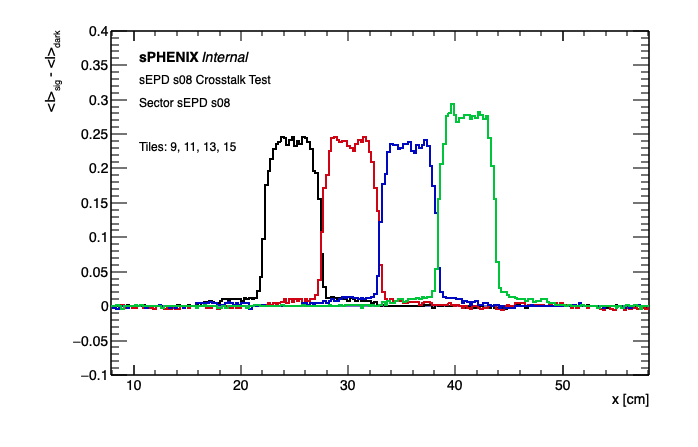 <I>sig - <I>dark
0.4
0.35
0.3
0.25
0.2
0.15
0.1
0.05
0
−0.05
−0.1
sPHENIX Internal
sEPD s08 Crosstalk Test
Sector sEPD s08
Tiles: 9, 11, 13, 15
10 20 30 40 50
x [cm]